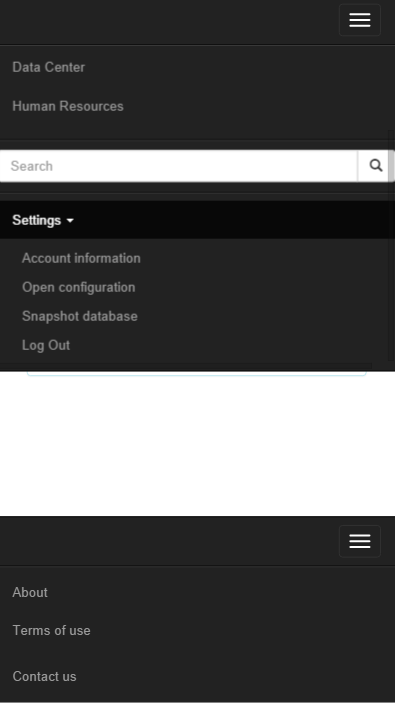 Data Center
Human Resources
Search
Settings
Account information
Open configuration
Snapshot database
Log Out
About
Terms of use
Contact us